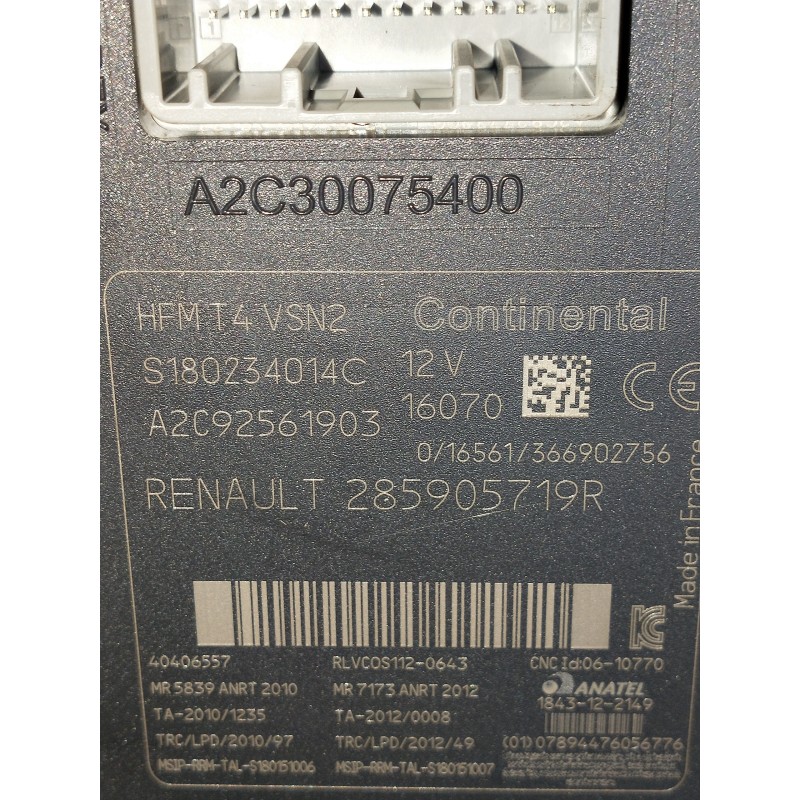 1
A2C30075400
HFM T4 VSN2 Continental
S180234014C 12 V
A2C92561903 16070
0/16561/366902756
RENAULT 285905719R
Made in France
40406557 RLVCOS112-0643 CNC Id:06-10770
MR 5839 ANRT 2010 MR 7173 ANRT 2012 ANATEL
TA-2010/1235 TA-2012/0008 1843-12-2149
TRC/LPD/2010/97 TRC/LPD/2012/49 (01)07894476056776
MSIP-RRM-TAL-S180151006 MSIP-RRM-TAL-S180151007